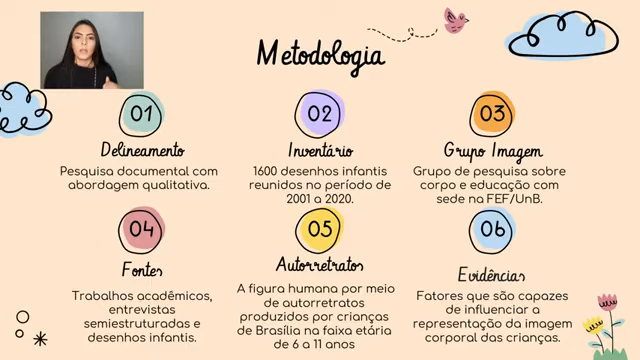 Metodologia
01
Delineamento
Pesquisa documental com
abordagem qualitativa.
02
Inventário
1600 desenhos infantis
reunidos no período de
2001 a 2020.
03
Grupo Imagem
Grupo de pesquisa sobre
corpo e educação com
sede na FEF/UnB.
04
Fontes
Trabalhos acadêmicos,
entrevistas
semiestruturadas e
desenhos infantis.
05
Autorretratos
A figura humana por meio
de autorretratos
produzidos por crianças
de Brasília na faixa etária
de 6 a 11 anos
06
Evidências
Fatores que são capazes
de influenciar a
representação da imagem
corporal das crianças.